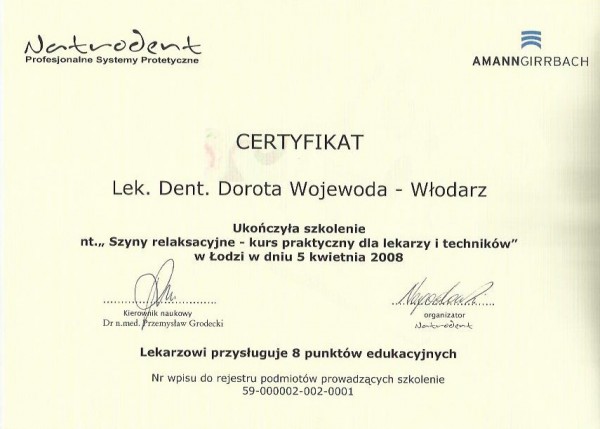 Natrodent
Profesjonalne Systemy Protetyczne
AMANNGIRRBACH
CERTYFIKAT
Lek. Dent. Dorota Wojewoda - Włodarz
Ukończyła szkolenie
nt.„ Szyny relaksacyjne - kurs praktyczny dla lekarzy i techników”
w Łodzi w dniu 5 kwietnia 2008
Kierownik naukowy
Dr n.med. Przemysław Grodecki
organizator
Natrodent
Lekarzowi przysługuje 8 punktów edukacyjnych
Nr wpisu do rejestru podmiotów prowadzących szkolenie
59-000002-002-0001